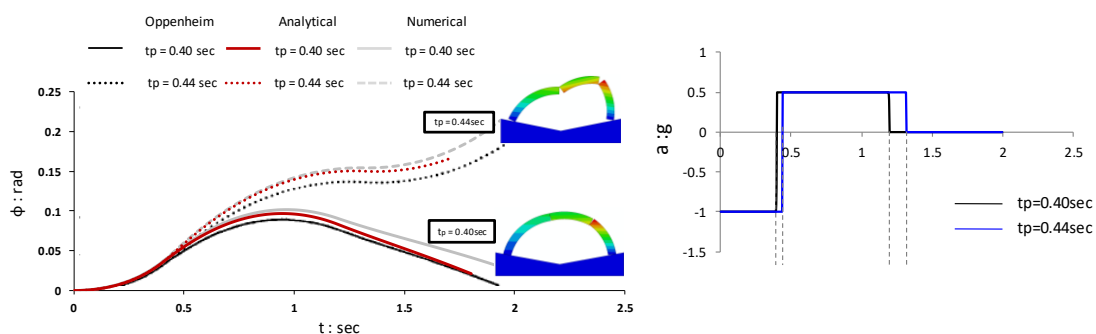 Oppenheim Analytical Numerical
tp = 0.40 sec tp = 0.40 sec tp = 0.40 sec
tp = 0.44 sec tp = 0.44 sec tp = 0.44 sec
0.25
0.2
0.15
0.1
0.05
0
ϕ : rad
0 0.5 1 1.5 2 2.5
t : sec
tp = 0.44sec
tp = 0.40sec
1
0.5
0
-0.5
-1
-1.5
a :g
0 0.5 1 1.5 2 2.5
tp=0.40sec
tp=0.44sec